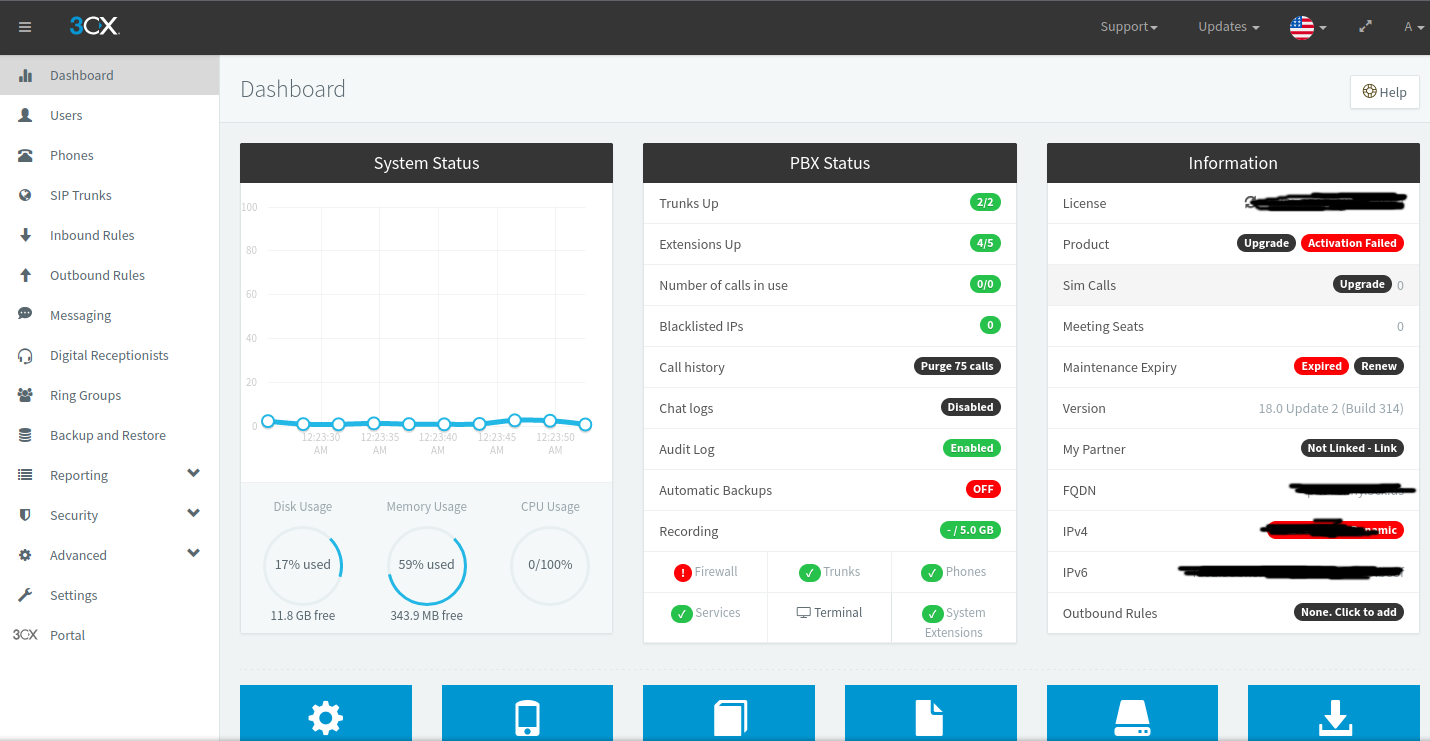 3CX
Support
Updates
A
Dashboard
Users
Phones
SIP Trunks
Inbound Rules
Outbound Rules
Messaging
Digital Receptionists
Ring Groups
Backup and Restore
Reporting
Security
Advanced
Settings
3CX Portal
Dashboard
Help
System Status
100
80
60
40
20
0
12:23:30 12:23:35 12:23:40 12:23:45 12:23:50
AM AM AM AM AM
Disk Usage Memory Usage CPU Usage
17% used 59% used 0/100%
11.8 GB free 343.9 MB free
PBX Status
Trunks Up 2/2
Extensions Up 4/5
Number of calls in use 0/0
Blacklisted IPs 0
Call history Purge 75 calls
Chat logs Disabled
Audit Log Enabled
Automatic Backups OFF
Recording - / 5.0 GB
! Firewall Trunks Phones
Services Terminal System
Extensions
Information
License
Product Upgrade Activation Failed
Sim Calls Upgrade 0
Meeting Seats 0
Maintenance Expiry Expired Renew
Version 18.0 Update 2 (Build 314)
My Partner Not Linked - Link
FQDN
IPv4
IPv6
Outbound Rules None. Click to add